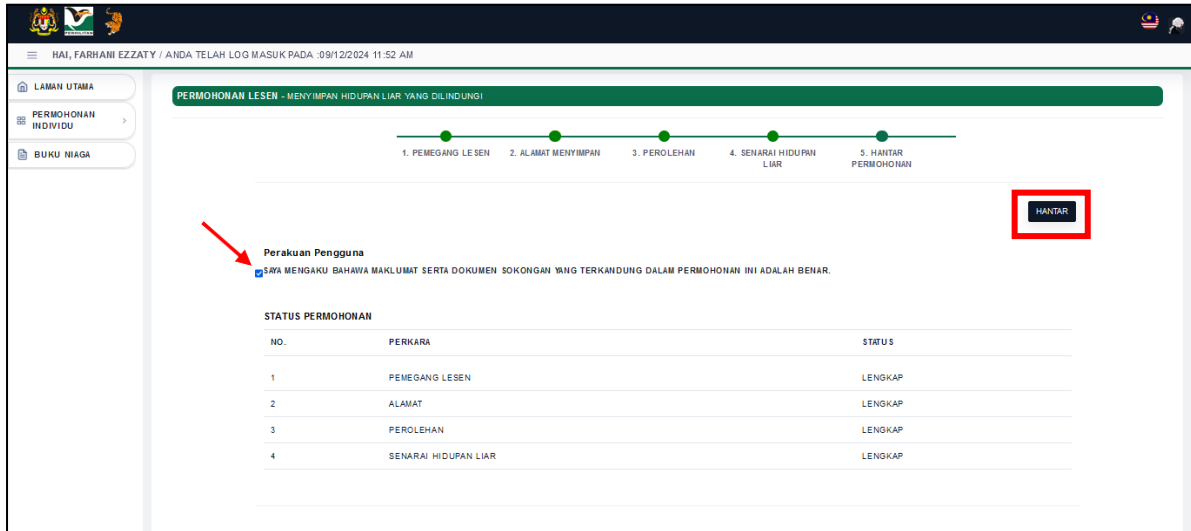 PERHILITAN
HAI, FARHANI EZZATY / ANDA TELAH LOG MASUK PADA :09/12/2024 11:52 AM
LAMAN UTAMA
PERMOHONAN
INDIVIDU
BUKU NIAGA
PERMOHONAN LESEN - MENYIMPAN HIDUPAN LIAR YANG DILINDUNGI
1. PEMEGANG LESEN 2. ALAMAT MENYIMPAN 3. PEROLEHAN 4. SENARAI HIDUPAN LIAR 5. HANTAR PERMOHONAN
HANTAR
Perakuan Pengguna
SAYA MENGAKU BAHAWA MAKLUMAT SERTA DOKUMEN SOKONGAN YANG TERKANDUNG DALAM PERMOHONAN INI ADALAH BENAR.
STATUS PERMOHONAN
NO. PERKARA STATUS
1 PEMEGANG LESEN LENGKAP
2 ALAMAT LENGKAP
3 PEROLEHAN LENGKAP
4 SENARAI HIDUPAN LIAR LENGKAP